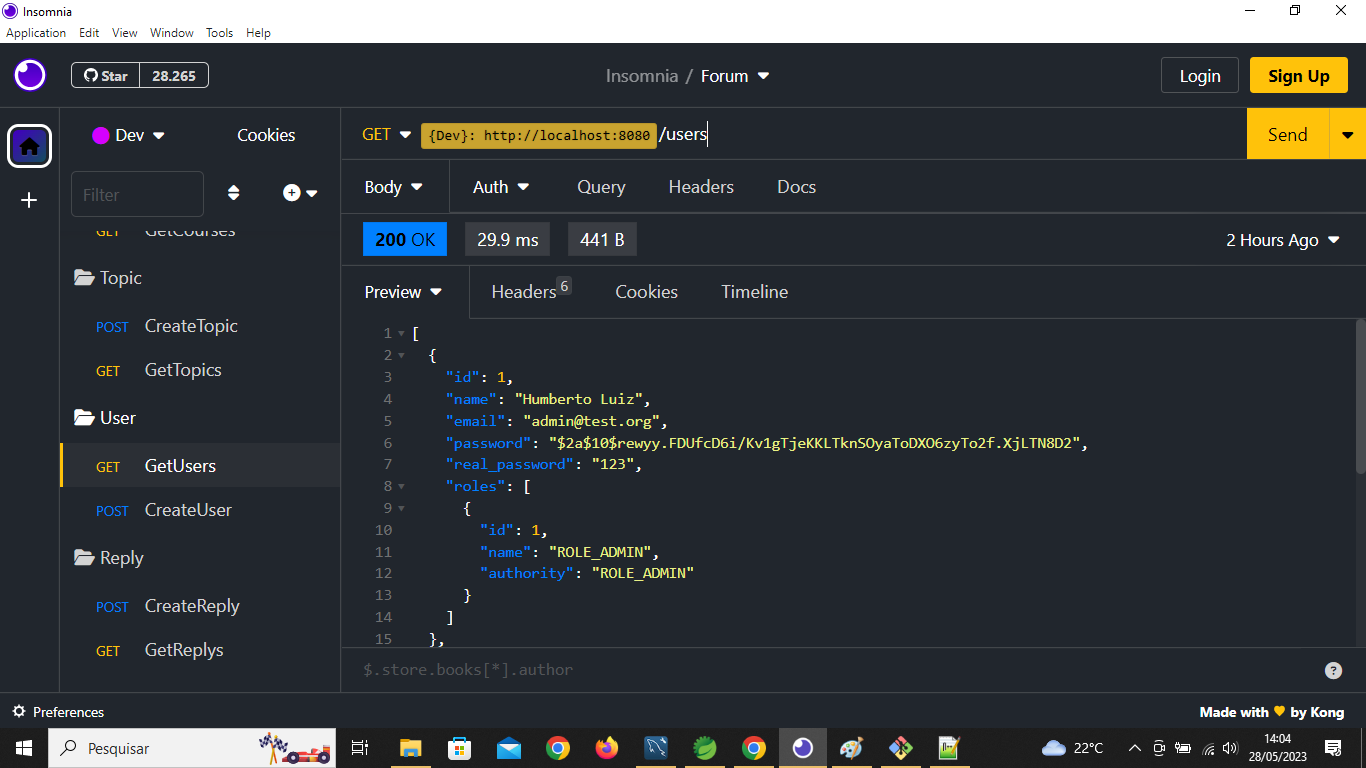 Insomnia
Application Edit View Window Tools Help
Star 28.265
Insomnia / Forum
Login
Sign Up
Dev
Cookies
GET {Dev}: http://localhost:8080 /users
Send
Filter
Body Auth Query Headers Docs
200 OK 29.9 ms 441 B
2 Hours Ago
GET GetCourses
Topic
POST CreateTopic
GET GetTopics
User
GET GetUsers
POST CreateUser
Reply
POST CreateReply
GET GetReplys
Preview Headers 6 Cookies Timeline
1 [
2 {
3 "id": 1,
4 "name": "Humberto Luiz",
5 "email": "admin@test.org",
6 "password": "$2a$10$rewyy.FDUfcD6i/Kv1gTjeKKLTknSOyaToDXO6zyTo2f.XjLTN8D2",
7 "real_password": "123",
8 "roles": [
9 {
10 "id": 1,
11 "name": "ROLE_ADMIN",
12 "authority": "ROLE_ADMIN"
13 }
14 ]
15 },
$.store.books[*].author
?
Preferences
Made with by Kong
Pesquisar
22°C
14:04
28/05/2023